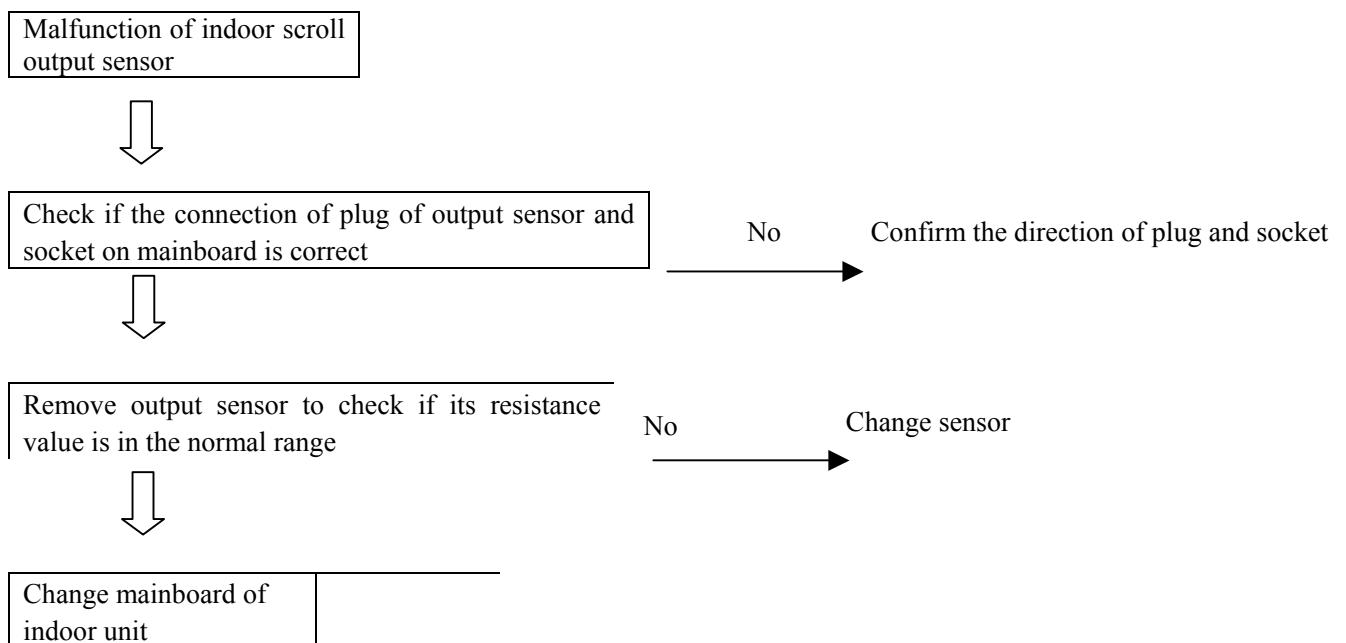 Malfunction of indoor scroll
output sensor
Check if the connection of plug of output sensor and
socket on mainboard is correct
No
Confirm the direction of plug and socket
Remove output sensor to check if its resistance
value is in the normal range
No
Change sensor
Change mainboard of
indoor unit